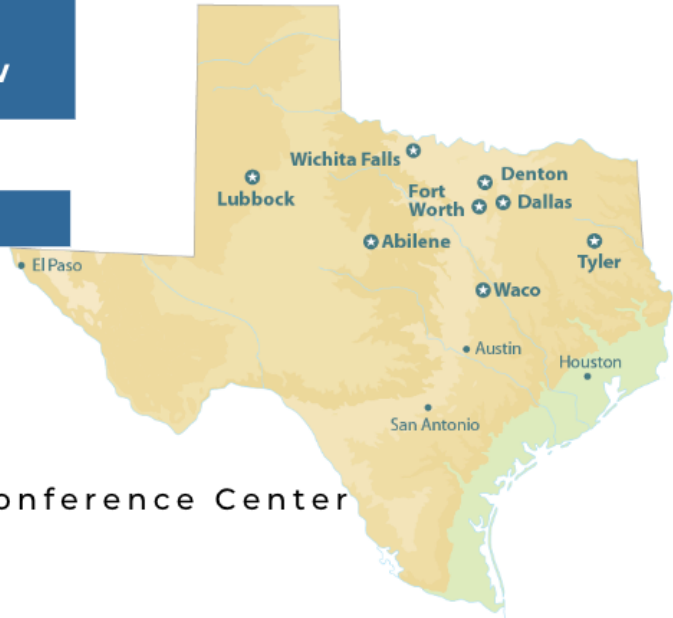 Wichita Falls
Lubbock
Denton
Fort
Worth
Dallas
Abilene
Tyler
El Paso
Waco
Austin
Houston
San Antonio
onference Center